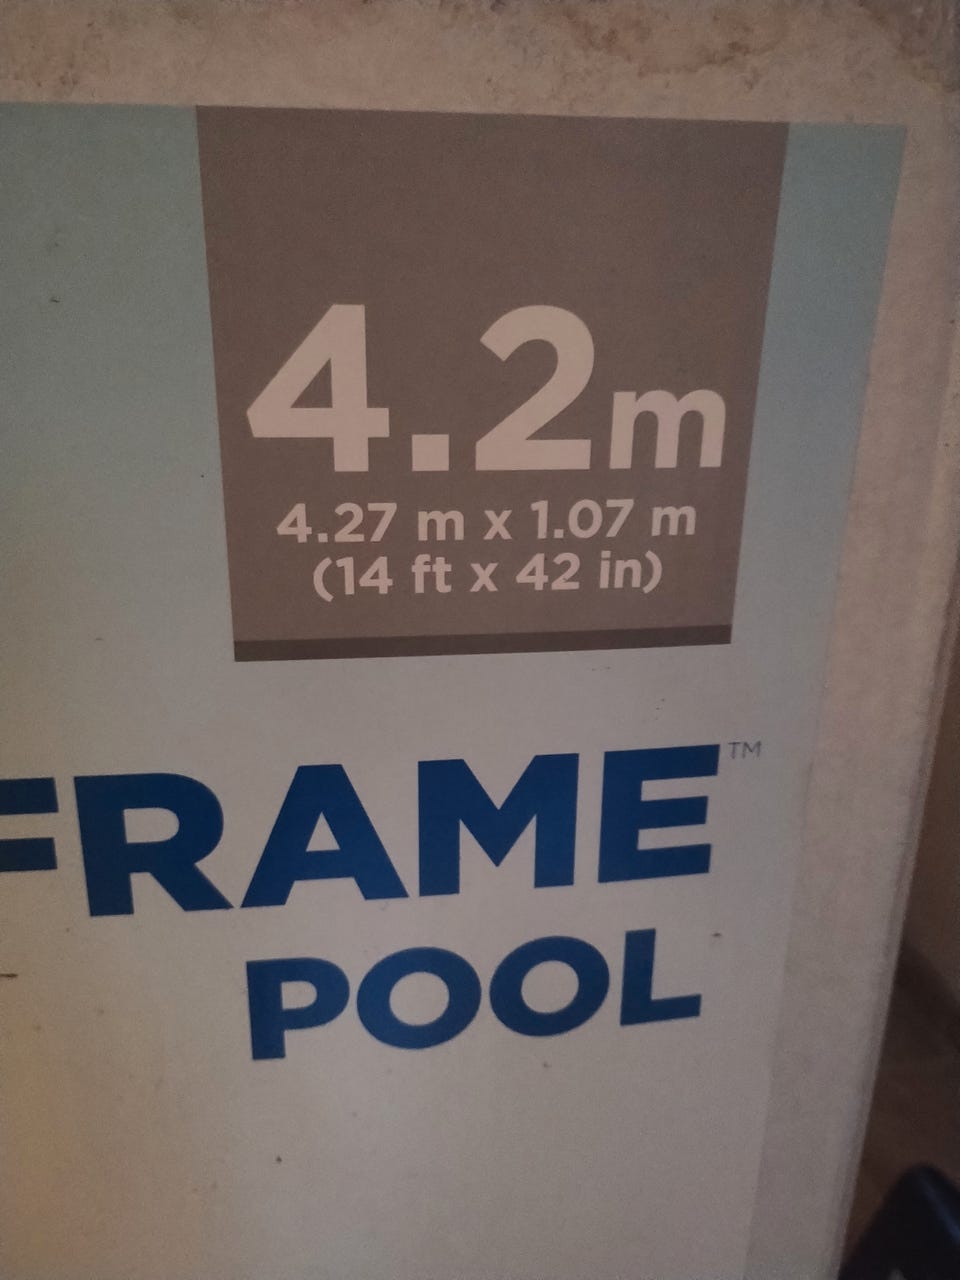 4.2m
4.27 m x 1.07 m
(14 ft x 42 in)
FRAME™
POOL